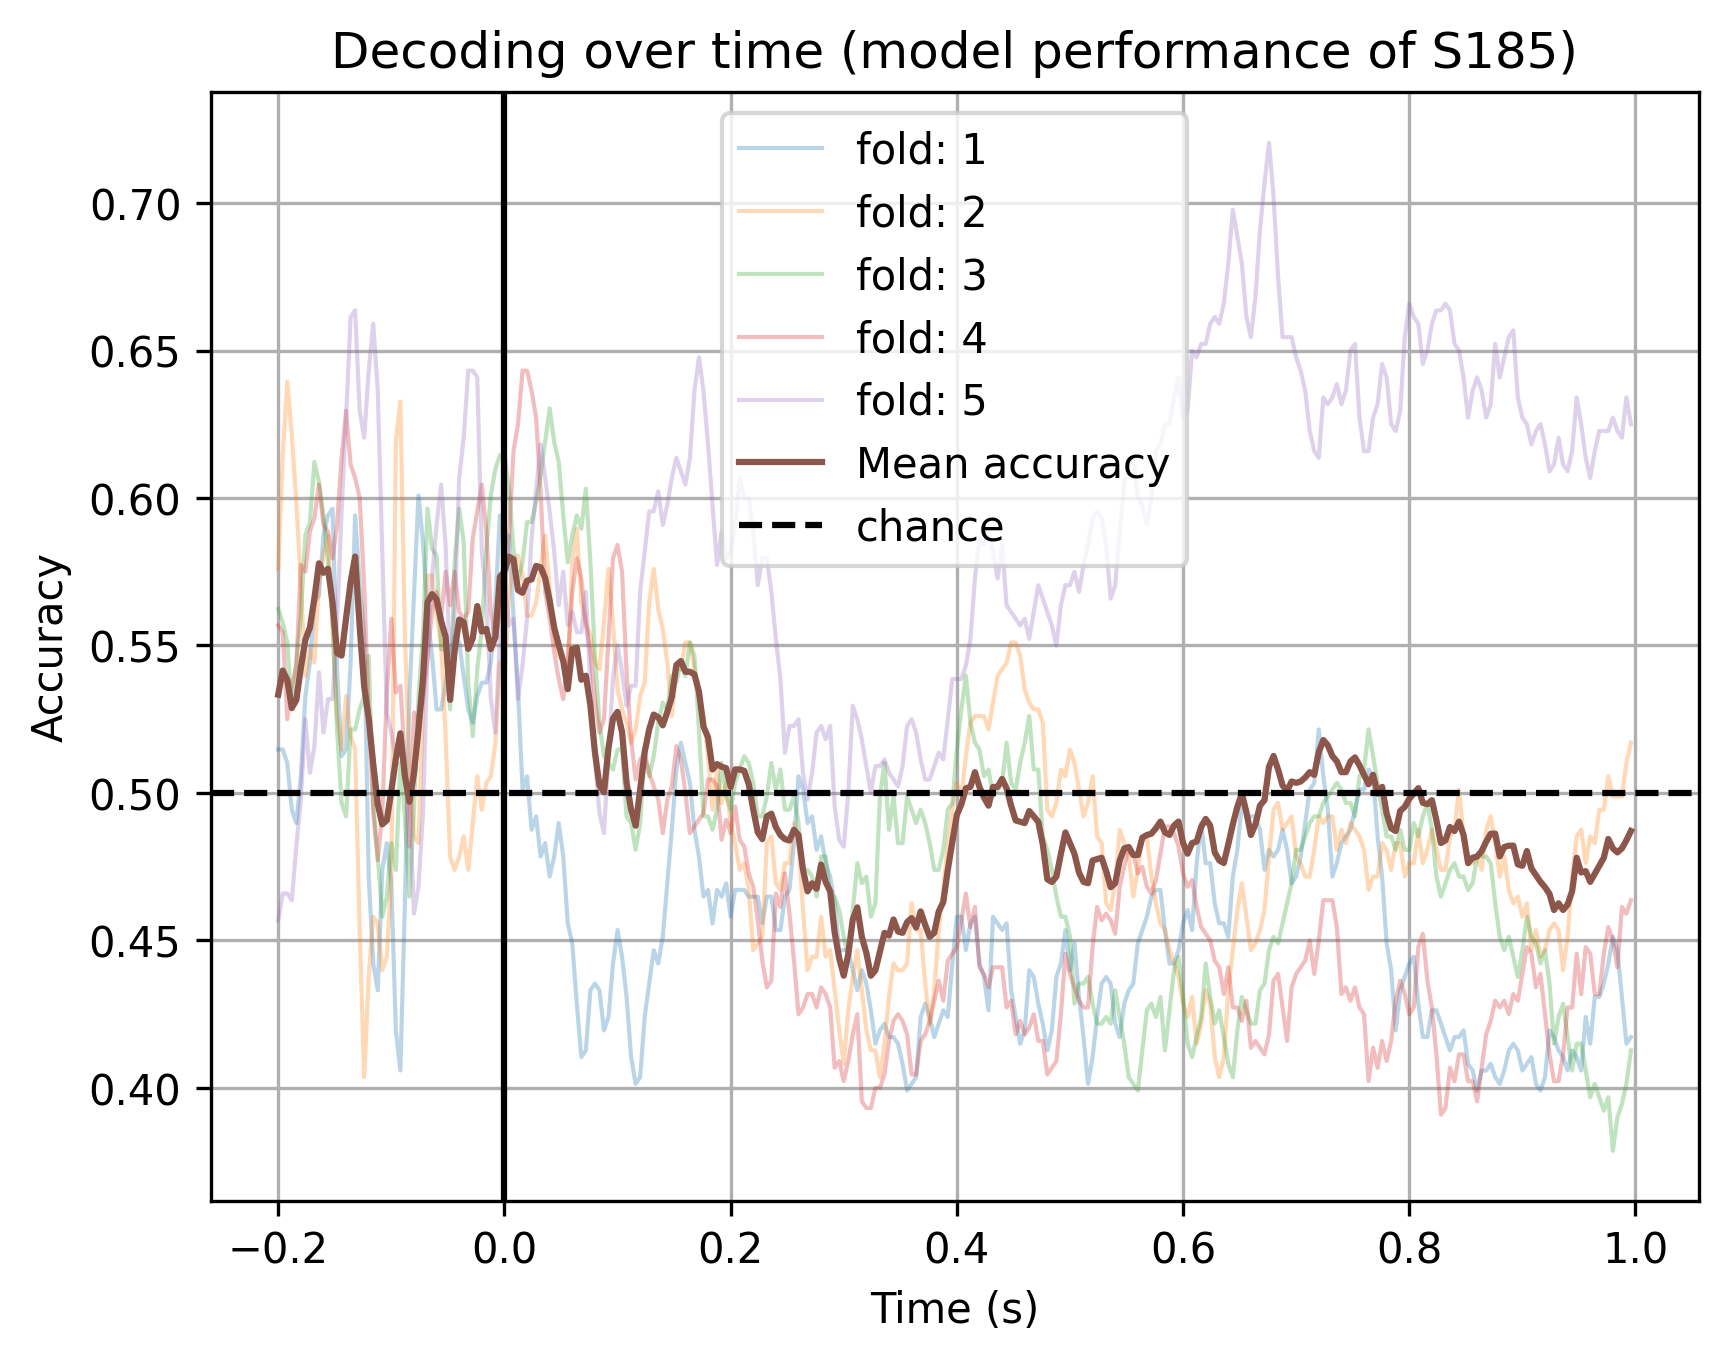 Decoding over time (model performance of S185)
fold: 1
fold: 2
fold: 3
fold: 4
fold: 5
Mean accuracy
chance
Accuracy
0.70
0.65
0.60
0.55
0.50
0.45
0.40
−0.2 0.0 0.2 0.4 0.6 0.8 1.0
Time (s)